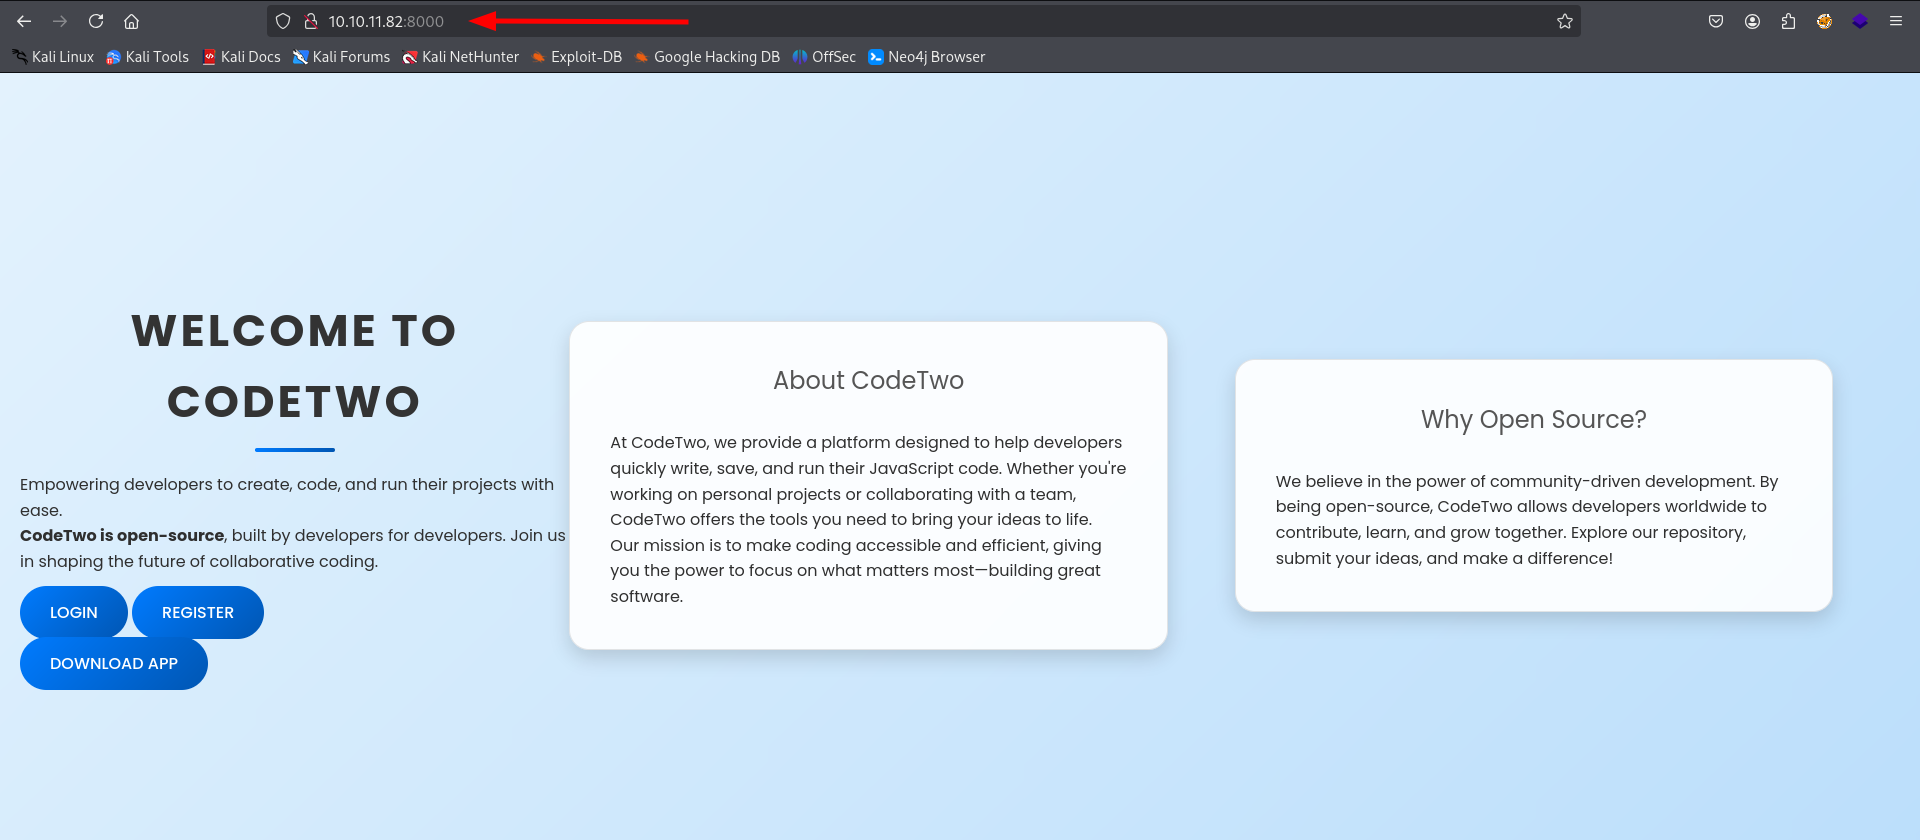 10.10.11.82:8000
Kali Linux Kali Tools Kali Docs Kali Forums Kali NetHunter Exploit-DB Google Hacking DB OffSec Neo4j Browser
WELCOME TO
CODETWO
Empowering developers to create, code, and run their projects with
ease.
CodeTwo is open-source, built by developers for developers. Join us
in shaping the future of collaborative coding.
LOGIN REGISTER
DOWNLOAD APP
About CodeTwo
At CodeTwo, we provide a platform designed to help developers
quickly write, save, and run their JavaScript code. Whether you're
working on personal projects or collaborating with a team,
CodeTwo offers the tools you need to bring your ideas to life.
Our mission is to make coding accessible and efficient, giving
you the power to focus on what matters most—building great
software.
Why Open Source?
We believe in the power of community-driven development. By
being open-source, CodeTwo allows developers worldwide to
contribute, learn, and grow together. Explore our repository,
submit your ideas, and make a difference!